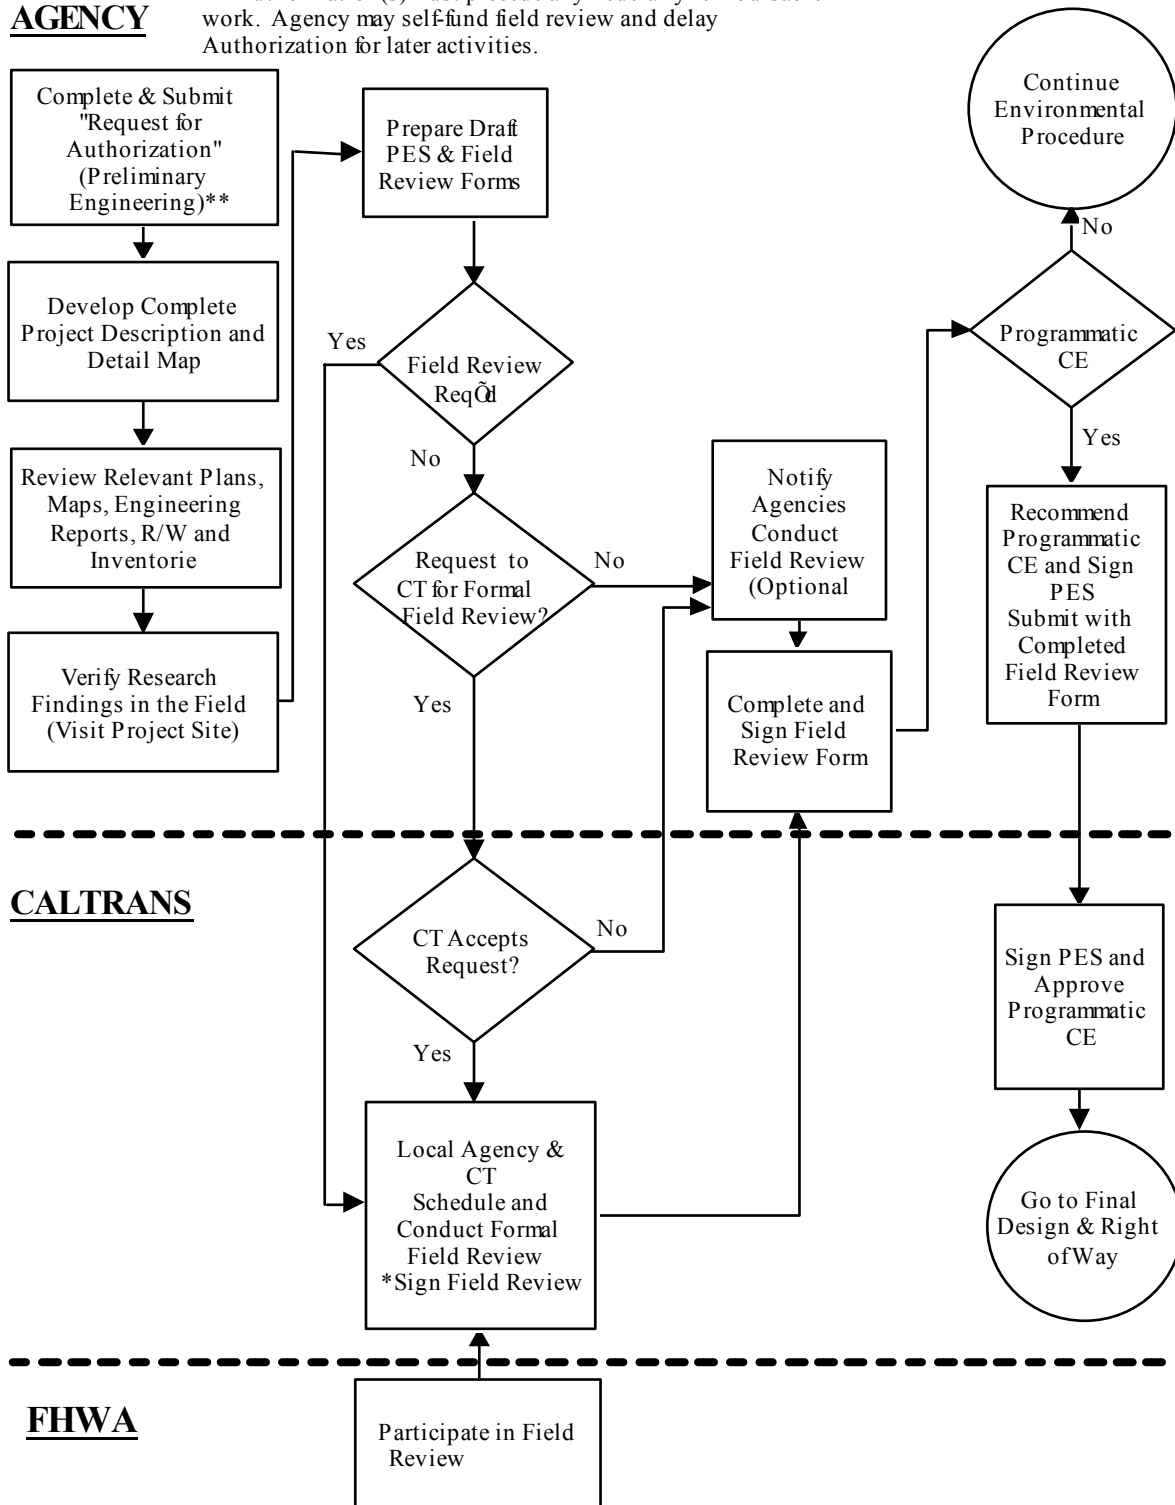 AGENCY
work. Agency may self-fund field review and delay
Authorization for later activities.
Complete & Submit
"Request for
Authorization"
(Preliminary
Engineering)**
Develop Complete
Project Description and
Detail Map
Review Relevant Plans,
Maps, Engineering
Reports, R/W and
Inventorie
Verify Research
Findings in the Field
(Visit Project Site)
Prepare Draft
PES & Field
Review Forms
Yes
Field Review
ReqÕd
No
Request to
CT for Formal
Field Review?
No
Yes
Notify
Agencies
Conduct
Field Review
(Optional
Complete and
Sign Field
Review Form
Continue
Environmental
Procedure
No
Programmatic
CE
Yes
Recommend
Programmatic
CE and Sign
PES
Submit with
Completed
Field Review
Form
CALTRANS
CT Accepts
Request?
No
Yes
Local Agency &
CT
Schedule and
Conduct Formal
Field Review
*Sign Field Review
Sign PES and
Approve
Programmatic
CE
Go to Final
Design & Right
of Way
FHWA
Participate in Field
Review